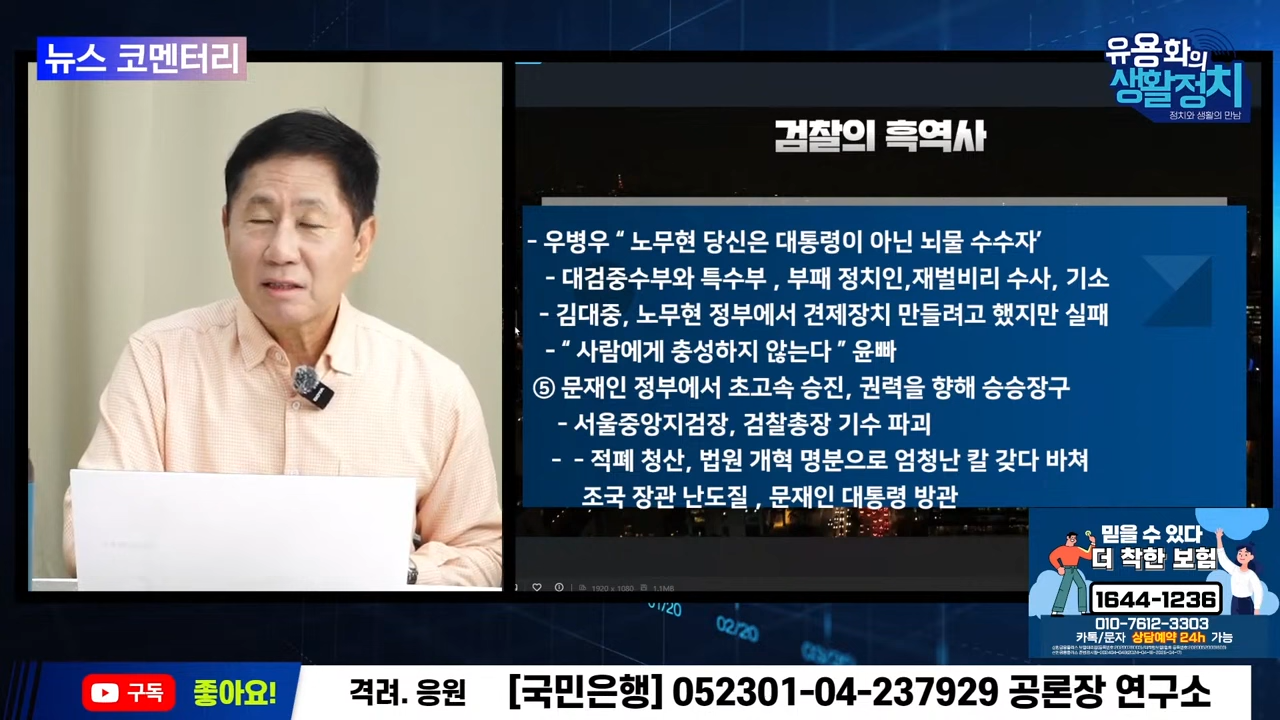 뉴스 코멘터리
유용화의
생활정치
정치와 생활의 만남
검찰의 흑역사
- 우병우 “ 노무현 당신은 대통령이 아닌 뇌물 수수자’
- 대검중수부와 특수부 , 부패 정치인,재벌비리 수사, 기소
- 김대중, 노무현 정부에서 견제장치 만들려고 했지만 실패
- “ 사람에게 충성하지 않는다 ” 윤빠
⑤ 문재인 정부에서 초고속 승진, 권력을 향해 승승장구
- 서울중앙지검장, 검찰총장 기수 파괴
- - 적폐 청산, 법원 개혁 명분으로 엄청난 칼 갖다 바쳐
조국 장관 난도질 , 문재인 대통령 방관
1920 x 1080 1.1MB
믿을 수 있다
더 착한 보험
1644-1236
010-7612-3303
카톡/문자 상담예약 24h 가능
01/20
02/20
구독
좋아요!
격려. 응원 [국민은행] 052301-04-237929 공론장 연구소